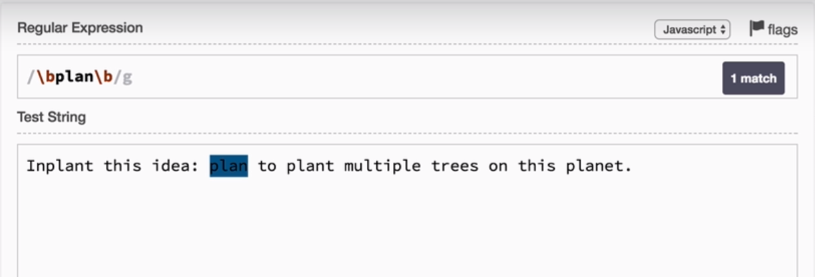 Regular Expression
Javascript flags
/\bplan\b/g
1 match
Test String
Inplant this idea: plan to plant multiple trees on this planet.